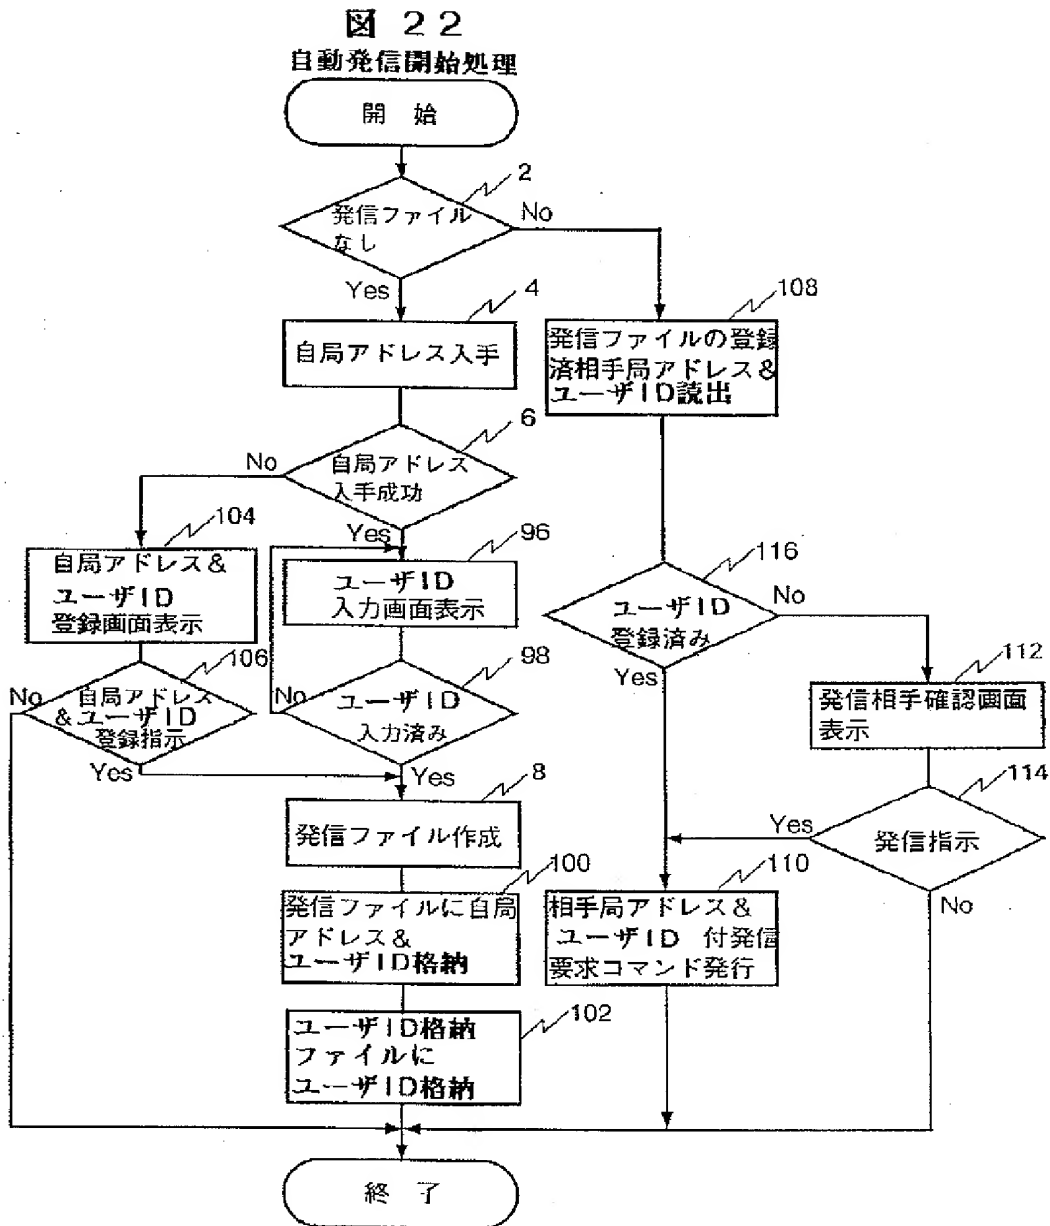 図 22
自動発信開始処理
開 始
2
発信ファイル
なし
No
Yes
4
自局アドレス入手
108
発信ファイルの登録
済相手局アドレス&
ユーザID読出
6
自局アドレス
入手成功
No
Yes
104
自局アドレス&
ユーザID
登録画面表示
96
ユーザID
入力画面表示
116
ユーザID
登録済み
No
Yes
106
自局アドレス
&ユーザID
登録指示
No
Yes
98
ユーザID
入力済み
No
Yes
112
発信相手確認画面
表示
114
発信指示
Yes
No
8
発信ファイル作成
100
発信ファイルに自局
アドレス&
ユーザID格納
110
相手局アドレス&
ユーザID 付発信
要求コマンド発行
102
ユーザID格納
ファイルに
ユーザID格納
終 了